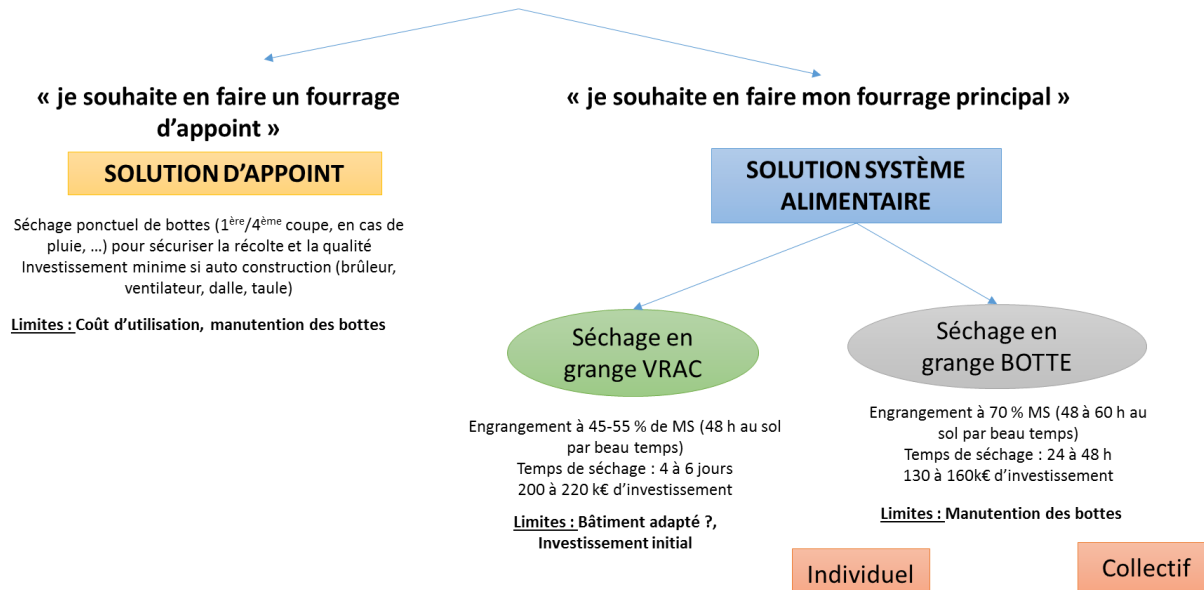 « je souhaite en faire un fourrage
d’appoint »
SOLUTION D’APPOINT
Séchage ponctuel de bottes (1ère/4ème coupe, en cas de
pluie, …) pour sécuriser la récolte et la qualité
Investissement minime si auto construction (brûleur,
ventilateur, dalle, taule)
Limites : Coût d’utilisation, manutention des bottes
« je souhaite en faire mon fourrage principal »
SOLUTION SYSTÈME
ALIMENTAIRE
Séchage en
grange VRAC
Engrangement à 45-55 % de MS (48 h au sol
par beau temps)
Temps de séchage : 4 à 6 jours
200 à 220 k€ d’investissement
Limites : Bâtiment adapté ?,
Investissement initial
Séchage en
grange BOTTE
Engrangement à 70 % MS (48 à 60 h au
sol par beau temps)
Temps de séchage : 24 à 48 h
130 à 160k€ d’investissement
Limites : Manutention des bottes
Individuel
Collectif